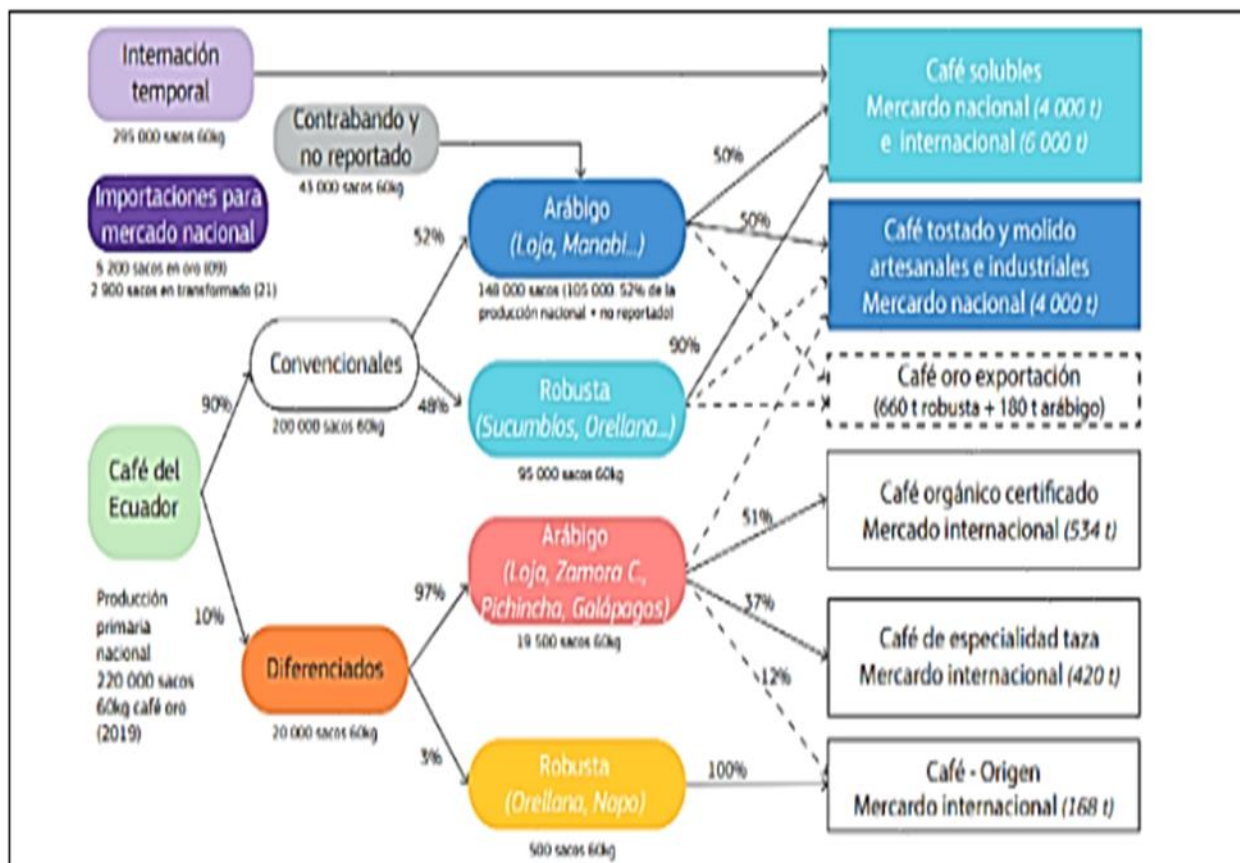 Internación
temporal
295 000 sacos 60kg
Contrabando y
no reportado
43 000 sacos 60kg
Importaciones para
mercado nacional
5 200 sacos en oro (09)
2 900 sacos en transformado (21)
Café del
Ecuador
Producción
primaria
nacional
220 000 sacos
60kg café oro
(2019)
90%
10%
Convencionales
200 000 sacos 60kg
Diferenciados
20 000 sacos 60kg
52%
48%
97%
3%
Arábigo
(Loja, Manabí...)
148 000 sacos (105 000: 52% de la
producción nacional + no reportado)
Robusta
(Sucumbíos, Orellana...)
95 000 sacos 60kg
Arábigo
(Loja, Zamora C.,
Pichincha, Galápagos)
19 500 sacos 60kg
Robusta
(Orellana, Napo)
500 sacos 60kg
50%
50%
90%
51%
37%
12%
100%
Café solubles
Mercardo nacional (4 000 t)
e internacional (6 000 t)
Café tostado y molido
artesanales e industriales
Mercardo nacional (4 000 t)
Café oro exportación
(660 t robusta + 180 t arábigo)
Café orgánico certificado
Mercado internacional (534 t)
Café de especialidad taza
Mercardo internacional (420 t)
Café - Origen
Mercardo internacional (168 t)